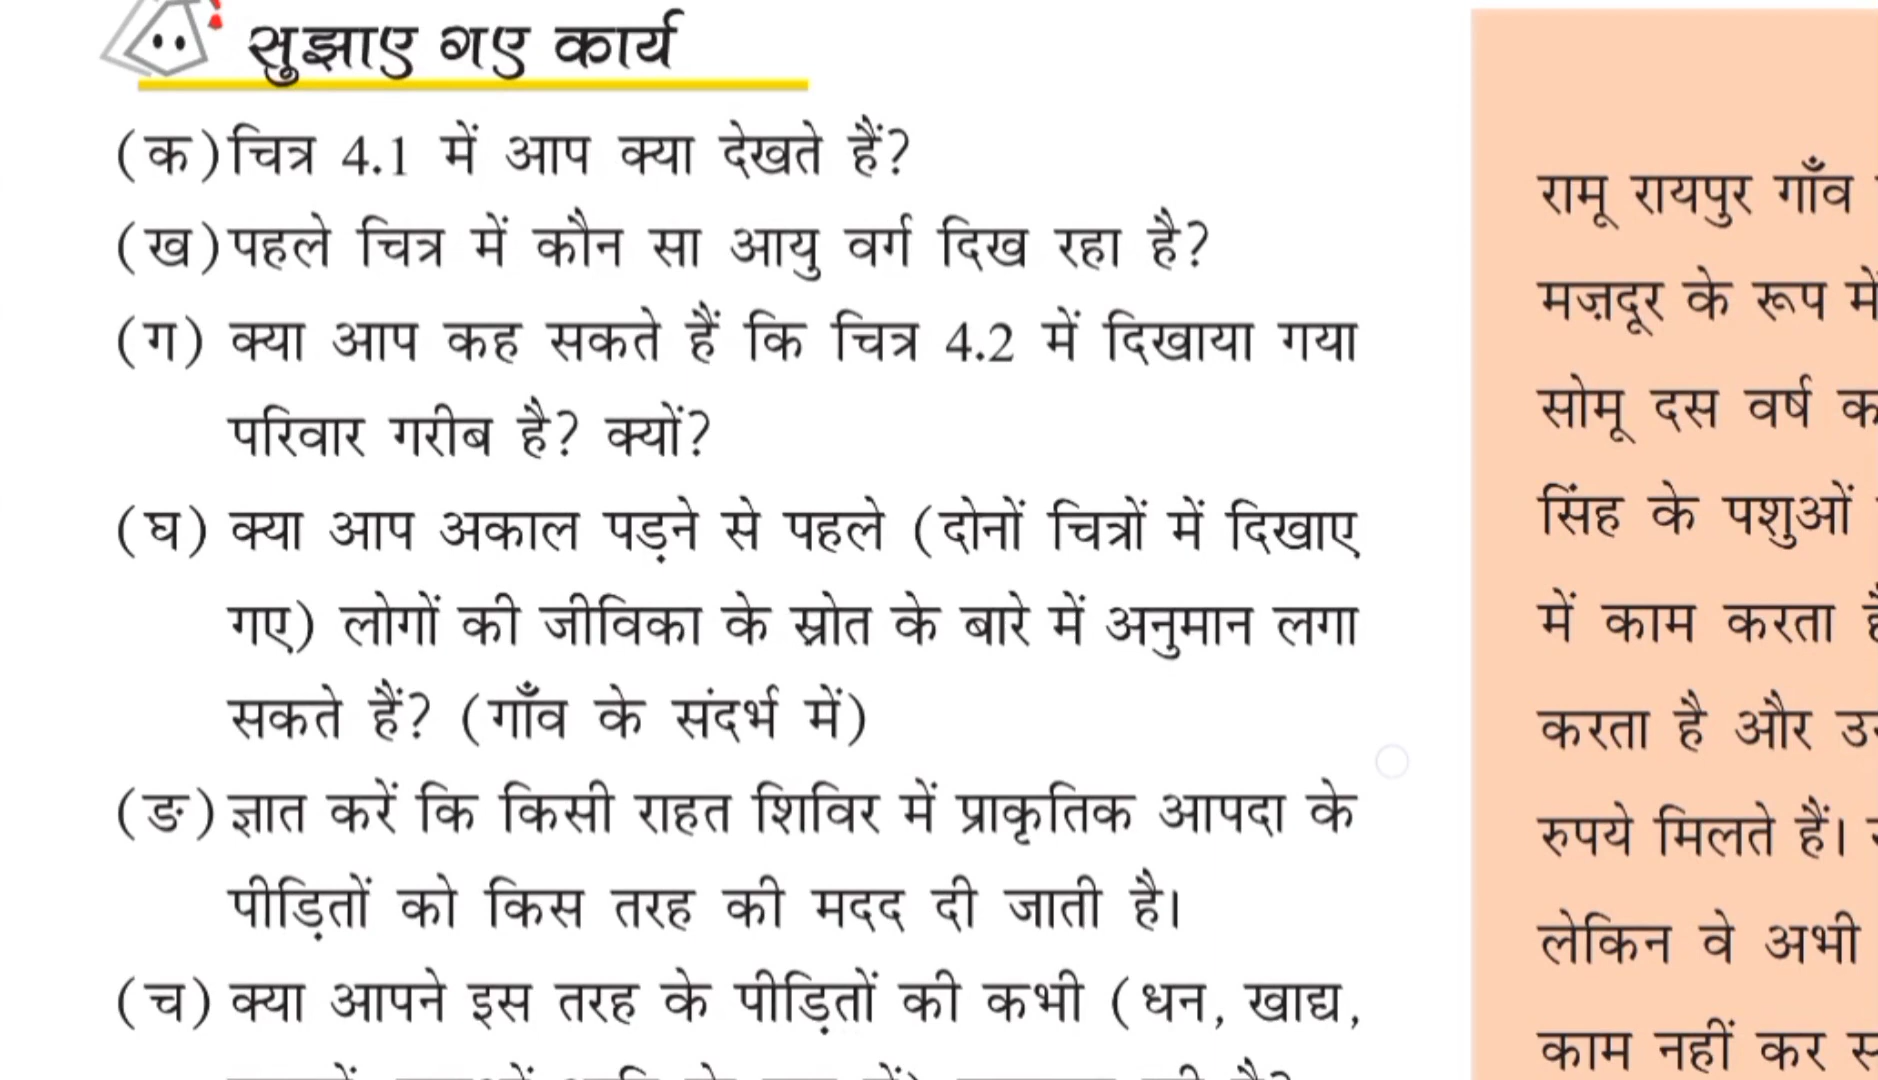 सुझाए गए कार्य
(क) चित्र 4.1 में आप क्या देखते हैं?
(ख) पहले चित्र में कौन सा आयु वर्ग दिख रहा है?
(ग) क्या आप कह सकते हैं कि चित्र 4.2 में दिखाया गया
परिवार गरीब है? क्यों?
(घ) क्या आप अकाल पड़ने से पहले (दोनों चित्रों में दिखाए
गए) लोगों की जीविका के स्रोत के बारे में अनुमान लगा
सकते हैं? (गाँव के संदर्भ में)
(ङ) ज्ञात करें कि किसी राहत शिविर में प्राकृतिक आपदा के
पीड़ितों को किस तरह की मदद दी जाती है।
(च) क्या आपने इस तरह के पीड़ितों की कभी (धन, खाद्य,
रामू रायपुर गाँव
मज़दूर के रूप में
सोमू दस वर्ष
सिंह के पशुओं
में काम करता
करता है और
रुपये मिलते हैं।
लेकिन वे अभी
काम नहीं कर